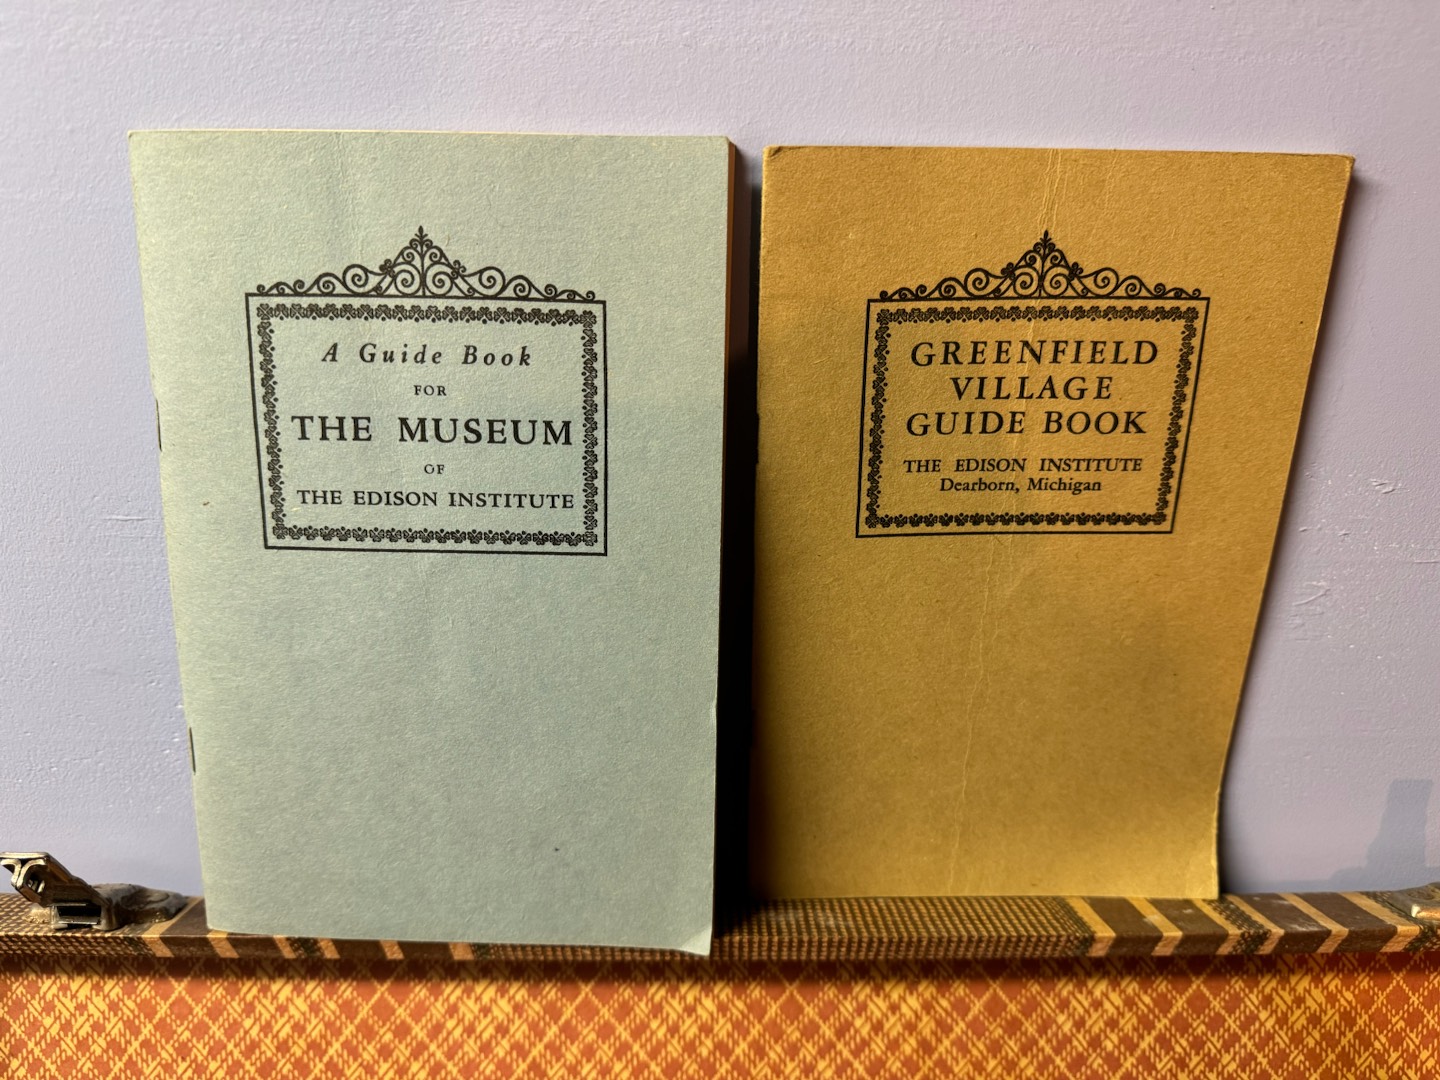 A Guide Book
FOR
THE MUSEUM
OF
THE EDISON INSTITUTE
GREENFIELD
VILLAGE
GUIDE BOOK
THE EDISON INSTITUTE
Dearborn, Michigan